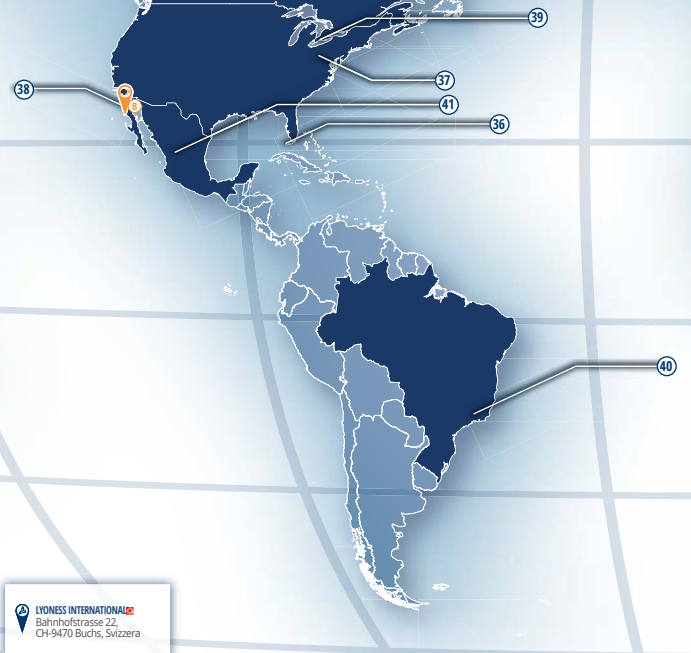 39
37
38
B
41
36
40
LYONESS INTERNATIONAL
Bahnhofstrasse 22,
CH-9470 Buchs, Svizzera